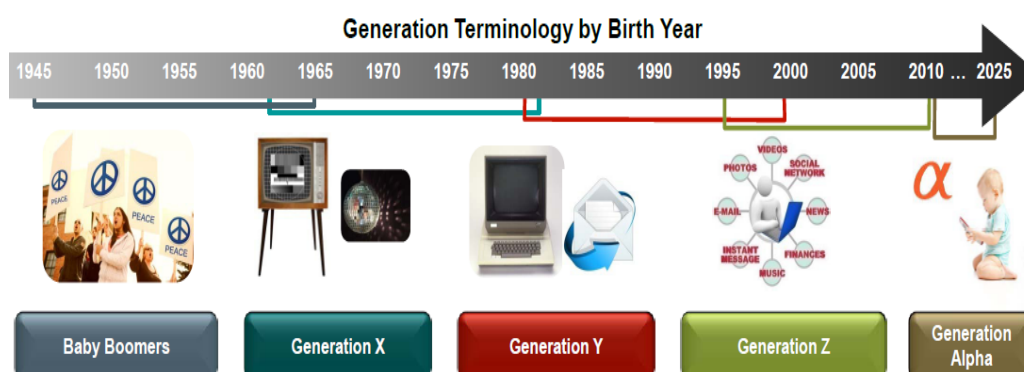 Generation Terminology by Birth Year
1945 1950 1955 1960 1965 1970 1975 1980 1985 1990 1995 2000 2005 2010 ... 2025
PEACE
PEACE
PEACE
VIDEOS
PHOTOS
SOCIAL
NETWORK
E-MAIL
NEWS
INSTANT
MESSAGE
FINANCES
MUSIC
α
Baby Boomers
Generation X
Generation Y
Generation Z
Generation
Alpha